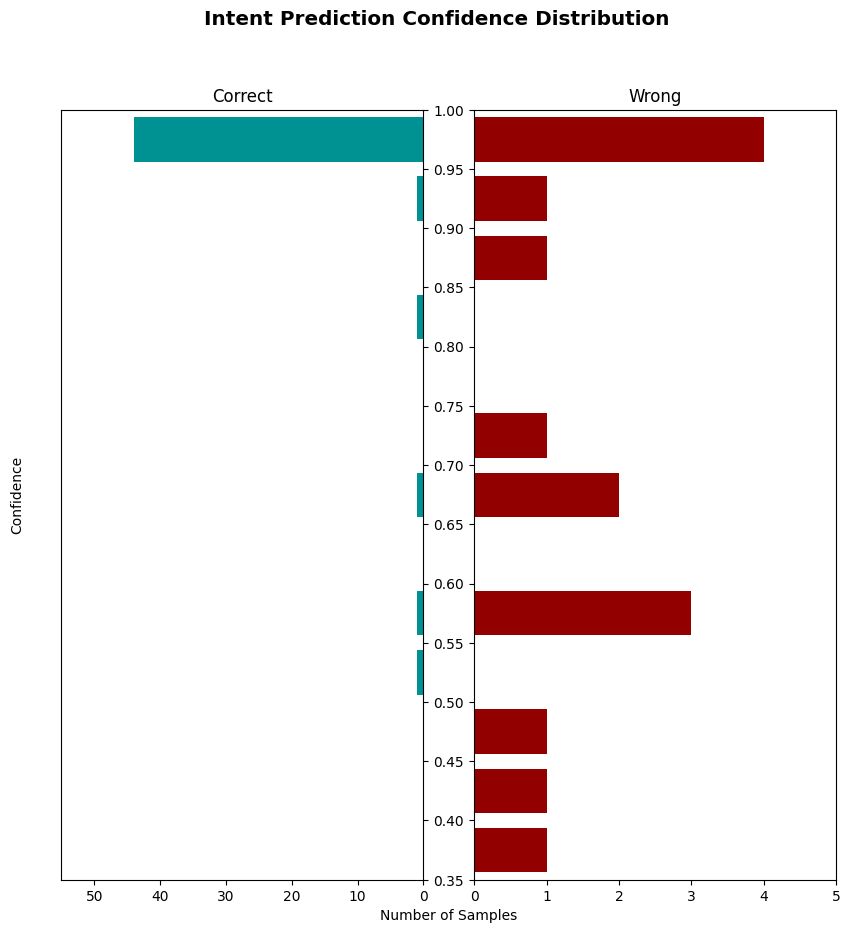 Intent Prediction Confidence Distribution
Correct
Wrong
1.00
0.95
0.90
0.85
0.80
0.75
0.70
0.65
0.60
0.55
0.50
0.45
0.40
0.35
Confidence
50 40 30 20 10 0
0 1 2 3 4 5
Number of Samples